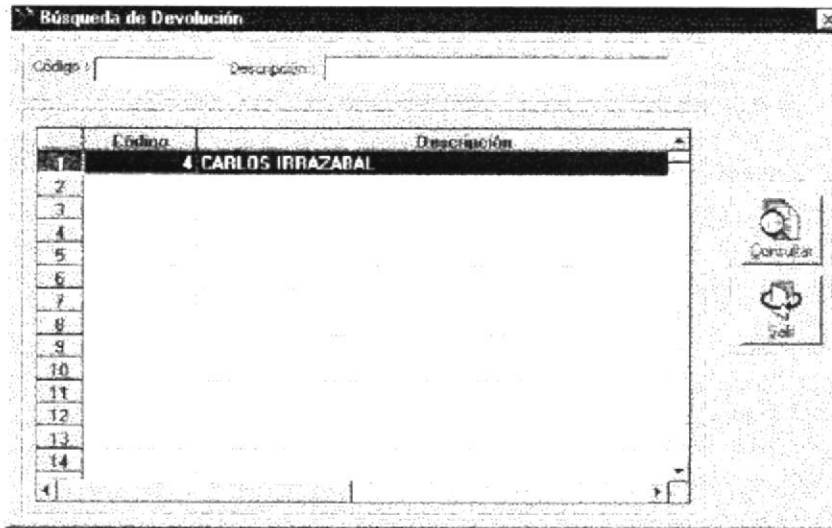 Búsqueda de Devolución
Código : Descripción :
Código Descripción
1 4 CARLOS IRRAZABAL
2
3
4
5
6
7
8
9
10
11
12
13
14
Consultar
Salir